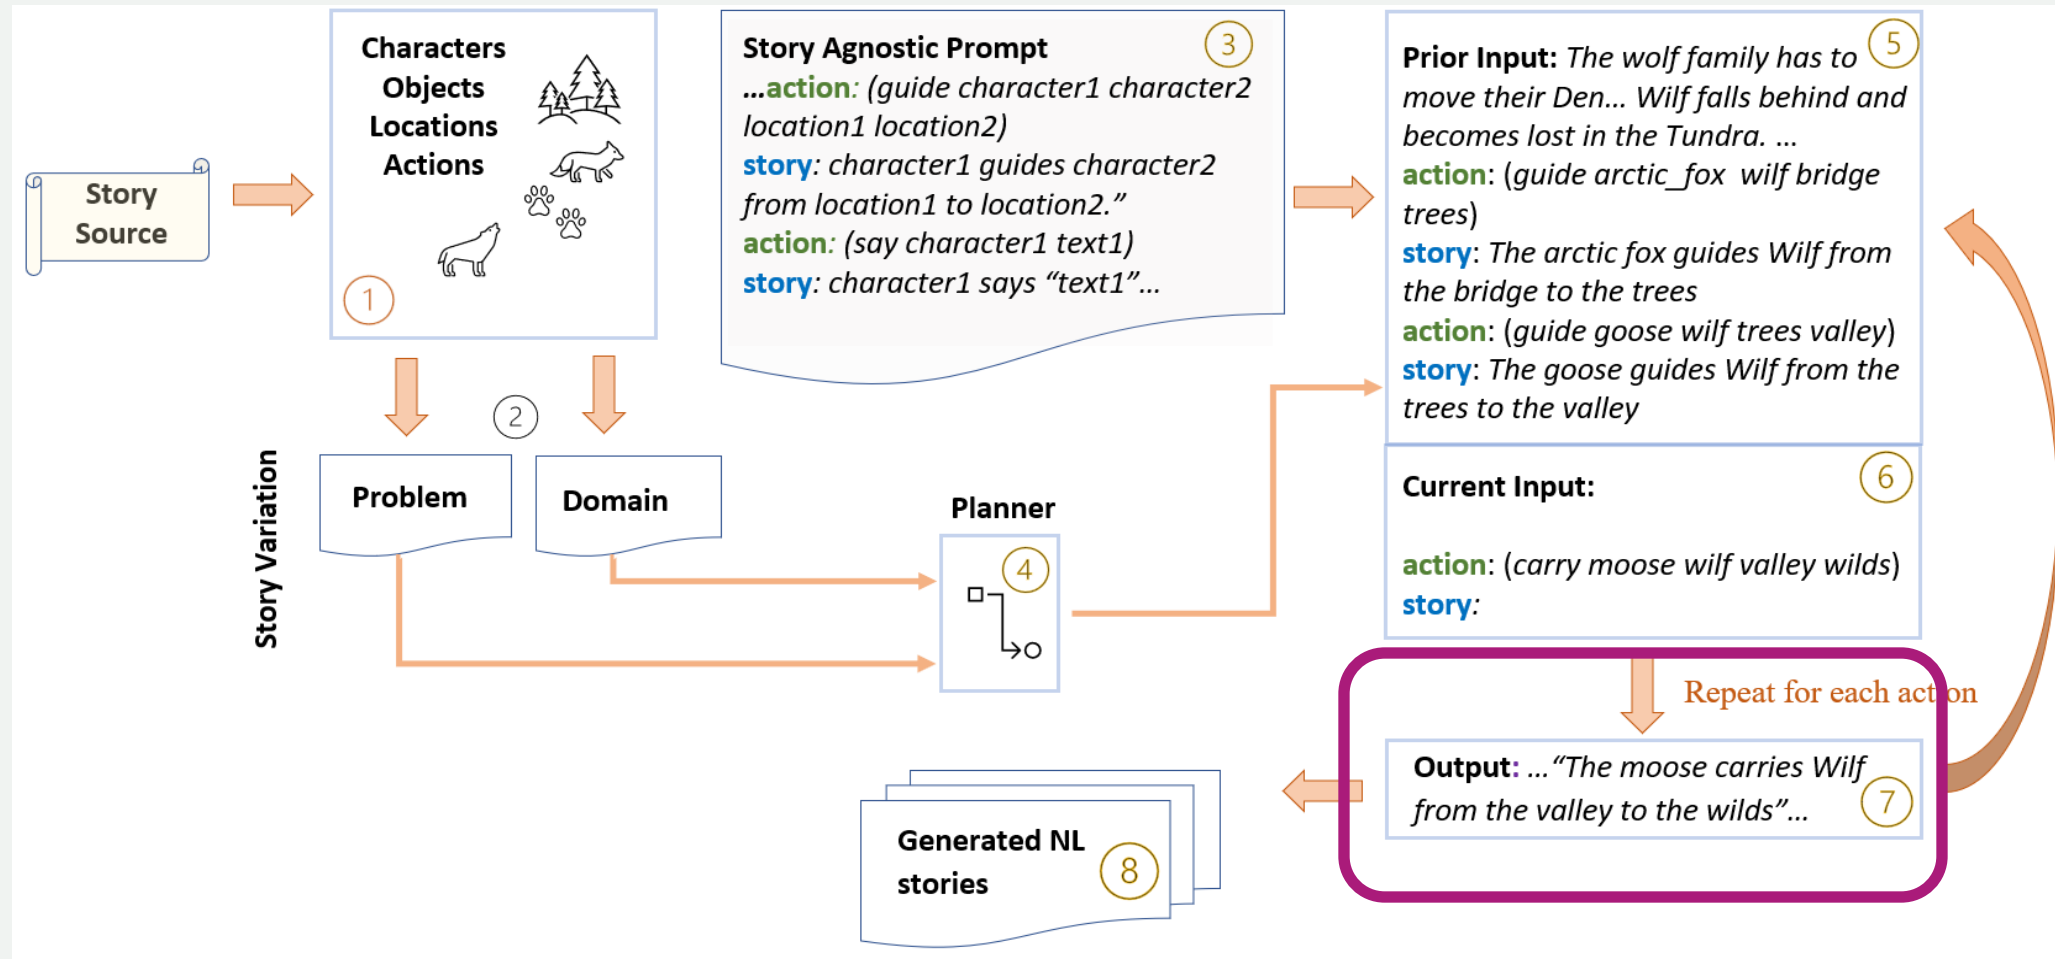 Story
Source
Characters
Objects
Locations
Actions
1
2
Story Variation
Problem
Domain
Story Agnostic Prompt
3
...action: (guide character1 character2
location1 location2)
story: character1 guides character2
from location1 to location2.”
action: (say character1 text1)
story: character1 says “text1”...
Planner
4
Prior Input: The wolf family has to
5
move their Den... Wilf falls behind and
becomes lost in the Tundra. ...
action: (guide arctic_fox wilf bridge
trees)
story: The arctic fox guides Wilf from
the bridge to the trees
action: (guide goose wilf trees valley)
story: The goose guides Wilf from the
trees to the valley
Current Input:
6
action: (carry moose wilf valley wilds)
story:
Repeat for each action
Output: ...“The moose carries Wilf
from the valley to the wilds”...
7
Generated NL
stories
8